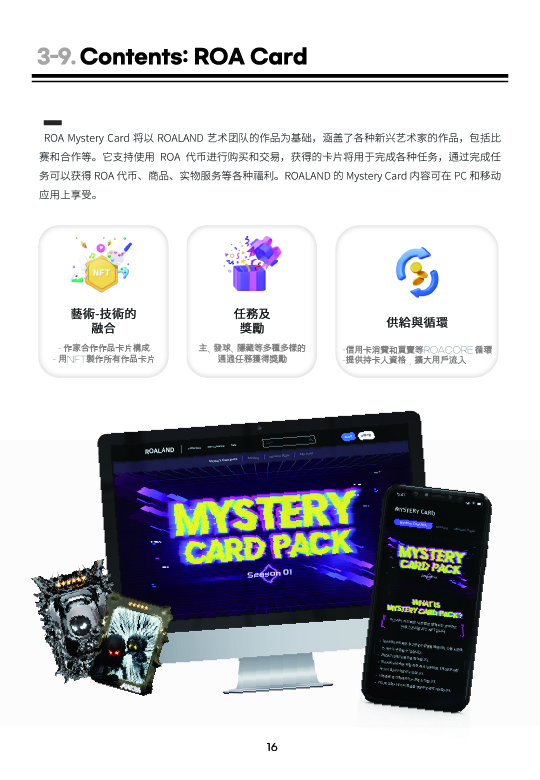 3-9. Contents: ROA Card
ROA Mystery Card 将以 ROALAND 艺术团队的作品为基础，涵盖了各种新兴艺术家的作品，包括比
赛和合作等。它支持使用 ROA 代币进行购买和交易，获得的卡片将用于完成各种任务，通过完成任
务可以获得 ROA 代币、商品、实物服务等各种福利。ROALAND 的 Mystery Card 内容可在 PC 和移动
应用上享受。
NFT
藝術-技術的
融合
- 作家合作作品卡片構成
- 用NFT製作所有作品卡片
任務及
獎勵
主, 發球, 隱藏等多種多樣的
通過任務獲得獎勵
供給與循環
-信用卡消費和買賣等ROACORE 循環
-提供持卡人資格，擴大用戶流入
ROALAND
MYSTERY
CARD PACK
Season 01
MYSTERY CARD
MYSTERY
CARD PACK
WHAT IS
MYSTERY CARD PACK?
16